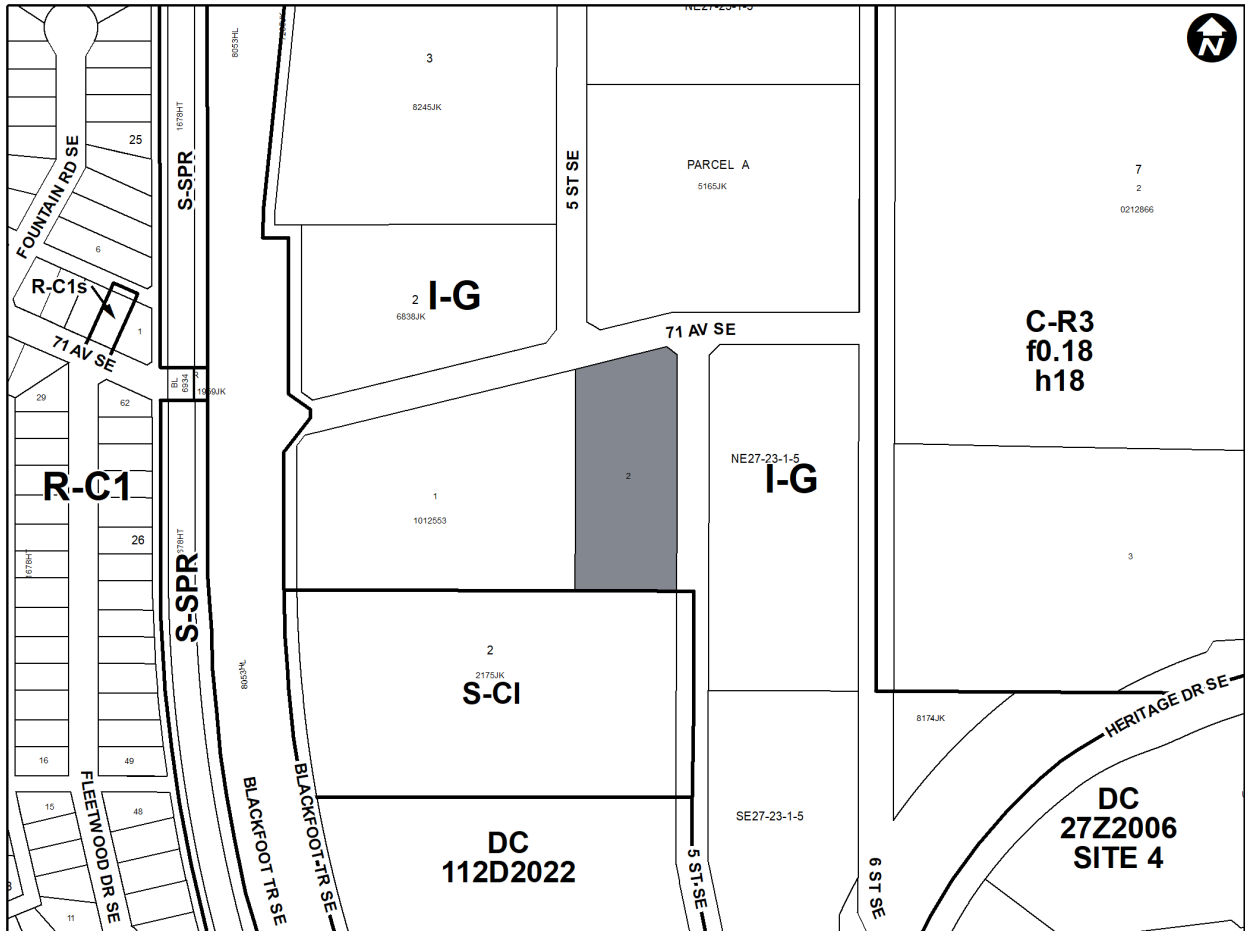 NE27-23-1-5
N
8053HL
3
8245JK
1678HT
25
S-SPR
FOUNTAIN RD SE
5 ST SE
PARCEL A
5165JK
7
2
0212866
6
R-C1s
1
2
6838JK
I-G
71 AV SE
C-R3
f0.18
h18
71 AV SE
BL
6934
R
1959JK
29
62
R-C1
NE27-23-1-5
I-G
1
1012553
2
26
1678HT
S-SPR
3
2
2175JK
S-CI
8053HL
8174JK
HERITAGE DR SE
16
49
15
48
FLEETWOOD DR SE
BLACKFOOT TR SE
BLACKFOOT TR SE
DC
112D2022
SE27-23-1-5
5 ST SE
6 ST SE
DC
27Z2006
SITE 4
11